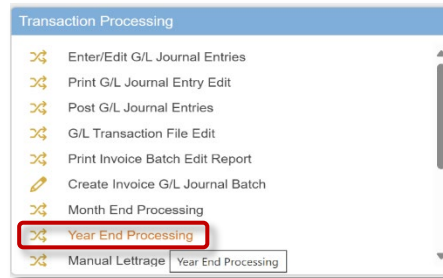 Transaction Processing
Enter/Edit G/L Journal Entries
Print G/L Journal Entry Edit
Post G/L Journal Entries
G/L Transaction File Edit
Print Invoice Batch Edit Report
Create Invoice G/L Journal Batch
Month End Processing
Year End Processing
Manual Lettrage Year End Processing